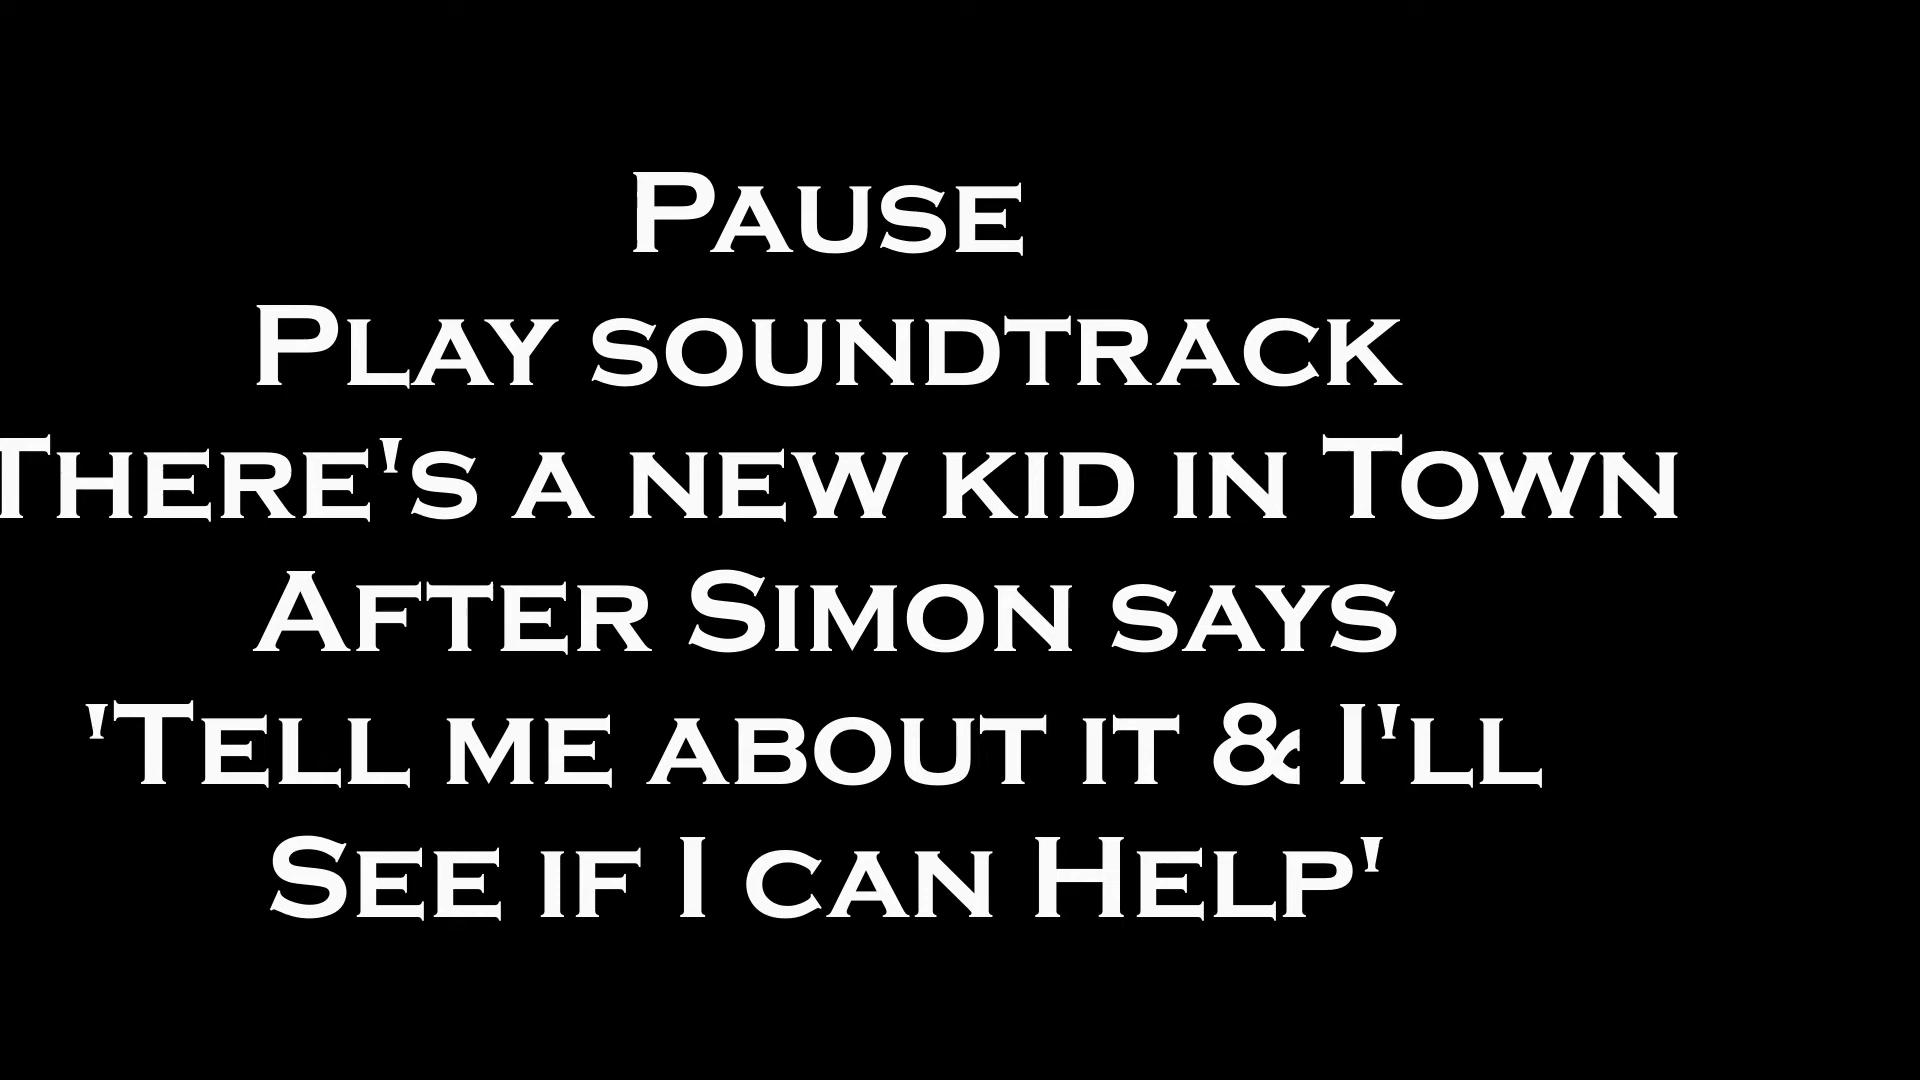 Pause
Play soundtrack
There's a new kid in Town
After Simon says
'Tell me about it & I'll
See if I can Help'